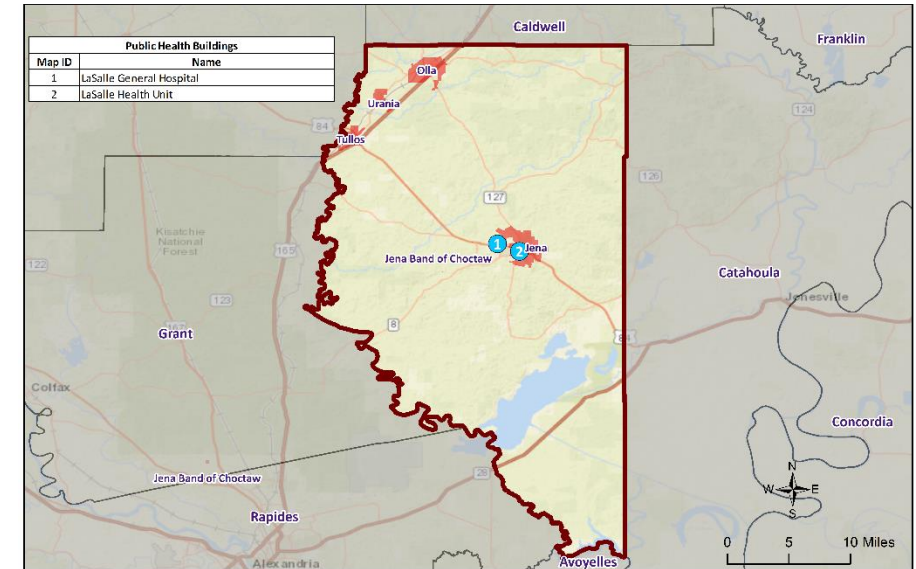 Public Health Buildings
Map ID Name
1 LaSalle General Hospital
2 LaSalle Health Unit
Caldwell
Franklin
Olla
Urania
124
84
Tullos
126
127
Kisatchie
National
Forest
165
1
2
Jena
Jena Band of Choctaw
122
Catahoula
123
Jonesville
8
Grant
84
Colfax
Concordia
N
W E
S
28
Jena Band of Choctaw
Rapides
0 5 10 Miles
Alexandria
Avoyelles